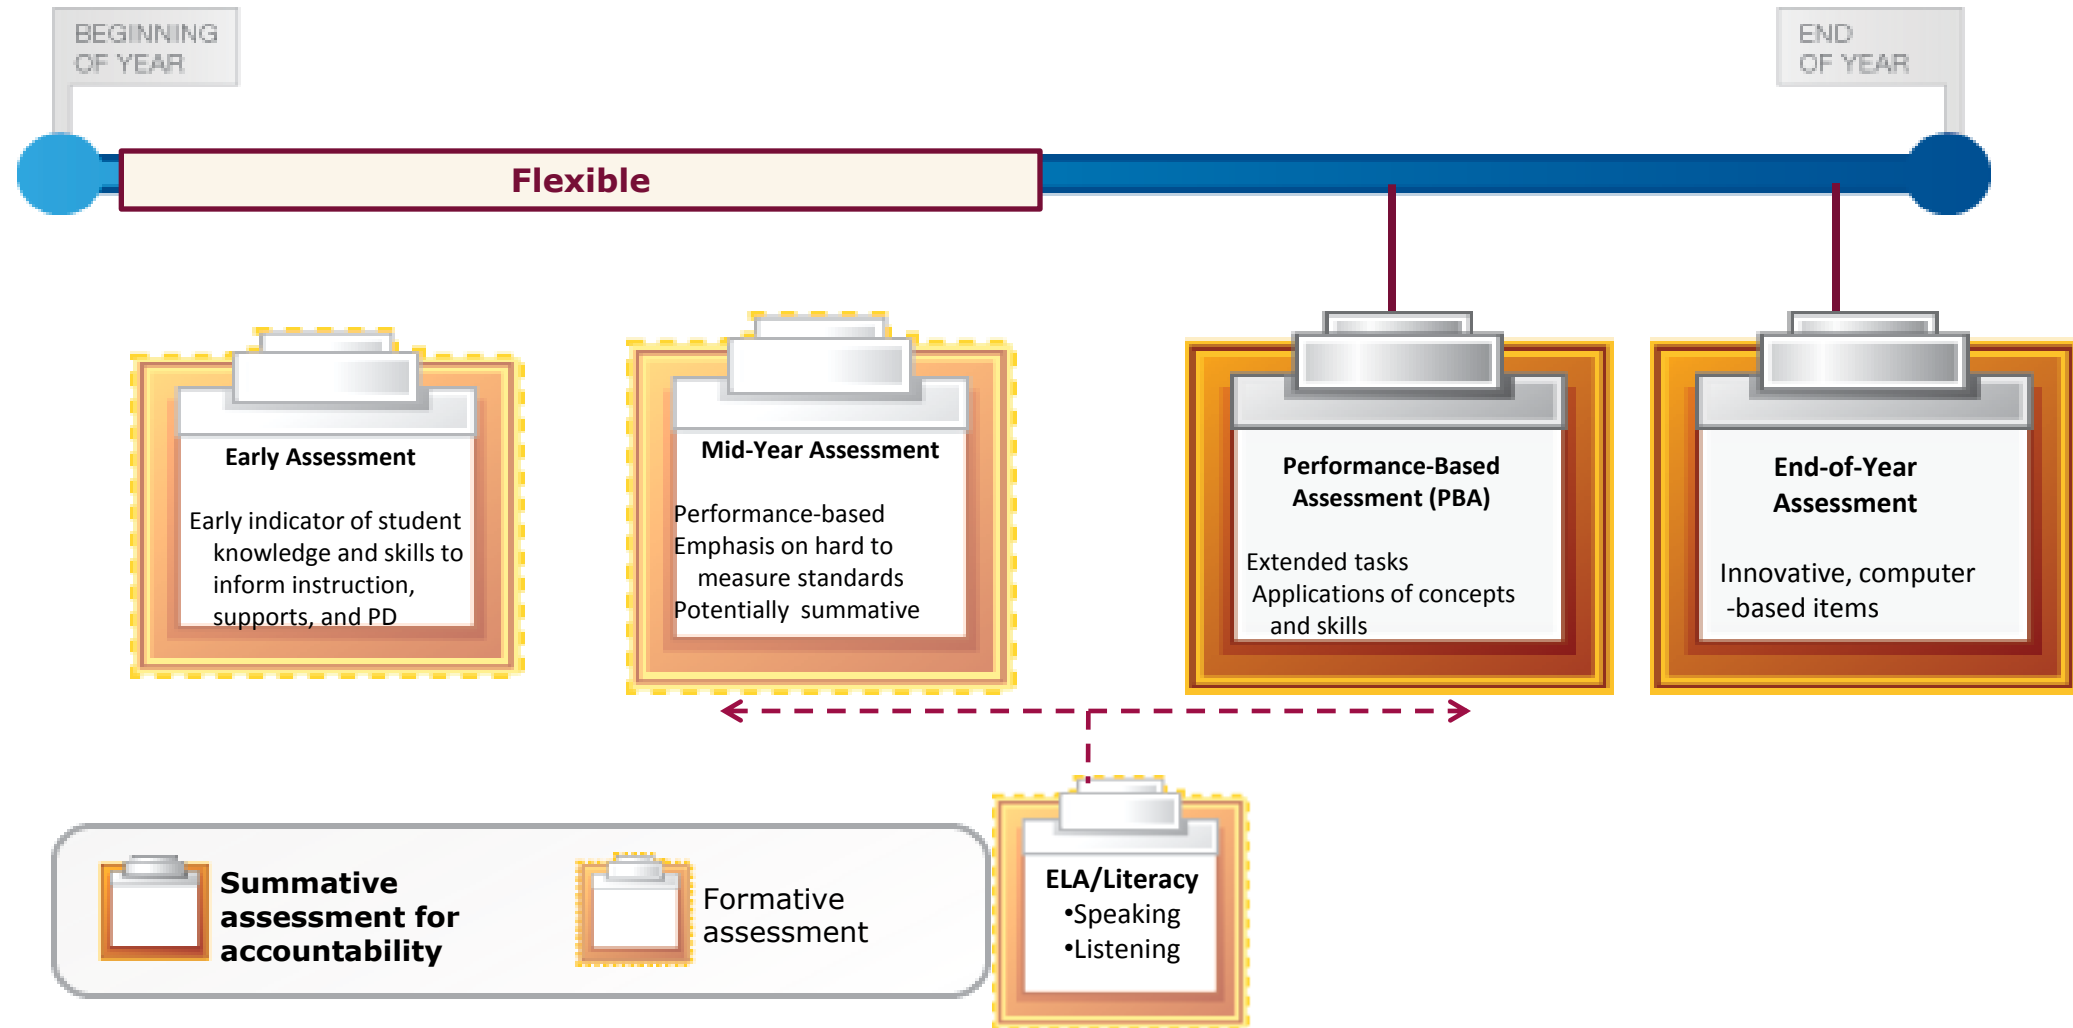 BEGINNING
OF YEAR
END
OF YEAR
Flexible
Early Assessment
Early indicator of student
knowledge and skills to
inform instruction,
supports, and PD
Mid-Year Assessment
Performance-based
Emphasis on hard to
measure standards
Potentially summative
Performance-Based
Assessment (PBA)
Extended tasks
Applications of concepts
and skills
End-of-Year
Assessment
Innovative, computer
-based items
Summative
assessment for
accountability
Formative
assessment
ELA/Literacy
•Speaking
•Listening